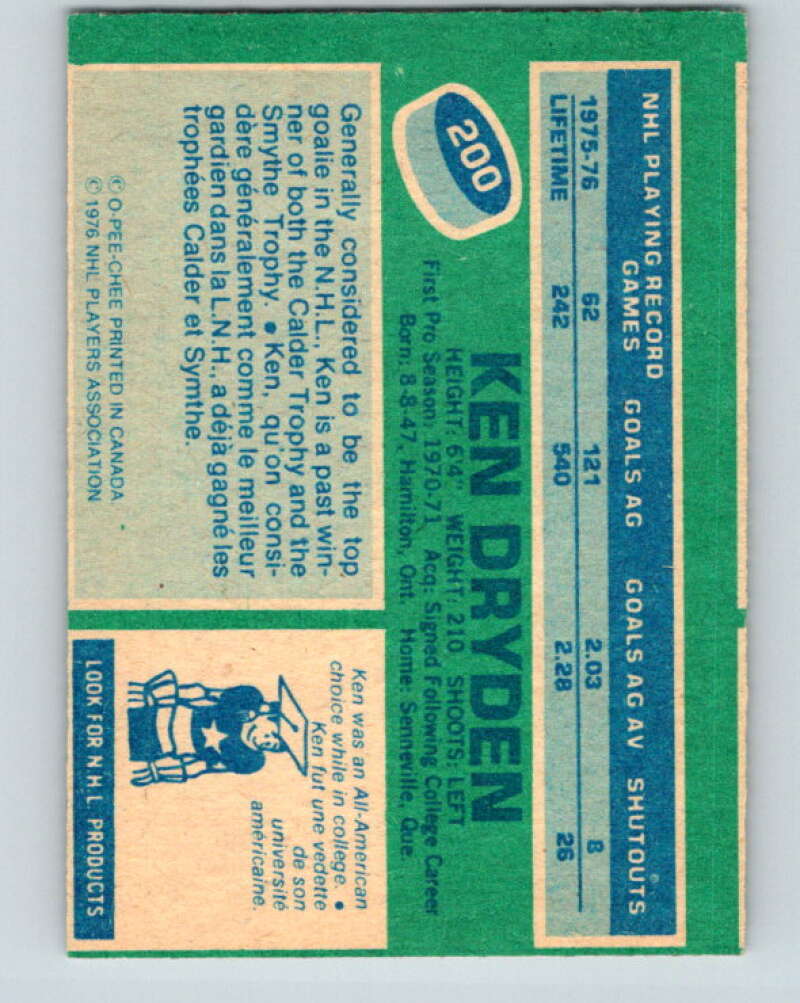 200
KEN DRYDEN
HEIGHT: 6'4" WEIGHT: 210 SHOOTS: LEFT
First Pro Season: 1970-71 Acq: Signed Following College Career
Born: 8-8-47, Hamilton, Ont. Home: Senneville, Que.
NHL PLAYING RECORD
GAMES GOALS AG GOALS AG AV SHUTOUTS
1975-76 62 121 2.03 8
LIFETIME 242 540 2.28 26
Generally considered to be the top
goalie in the N.H.L., Ken is a past win-
ner of both the Calder Trophy and the
Smythe Trophy. • Ken, qu'on consi-
dère généralement comme le meilleur
gardien dans la L.N.H., a déjà gagné les
trophées Calder et Symthe.
© O-PEE-CHEE PRINTED IN CANADA
© 1976 NHL PLAYERS ASSOCIATION
Ken was an All-American
choice while in college. •
Ken fut une vedette
de son
université
américaine.
LOOK FOR N.H.L. PRODUCTS